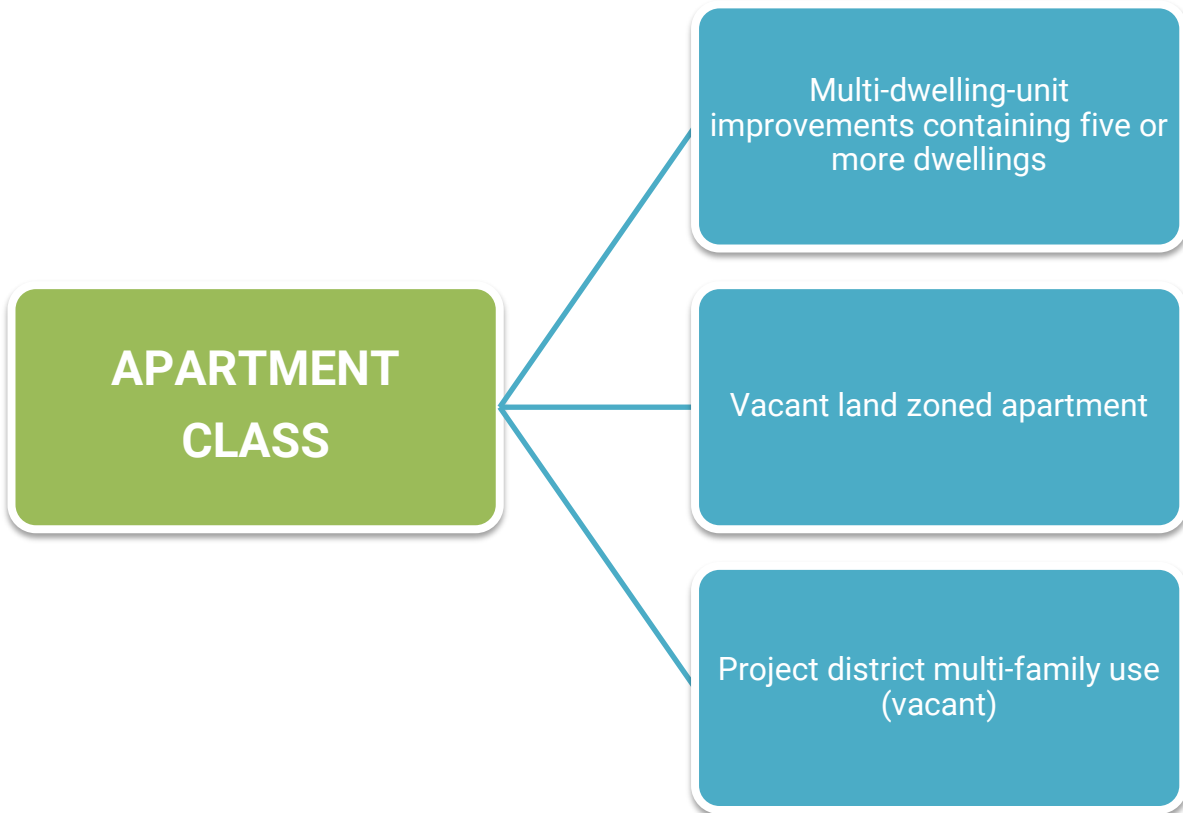 APARTMENT
CLASS
Multi-dwelling-unit
improvements containing five or
more dwellings
Vacant land zoned apartment
Project district multi-family use
(vacant)